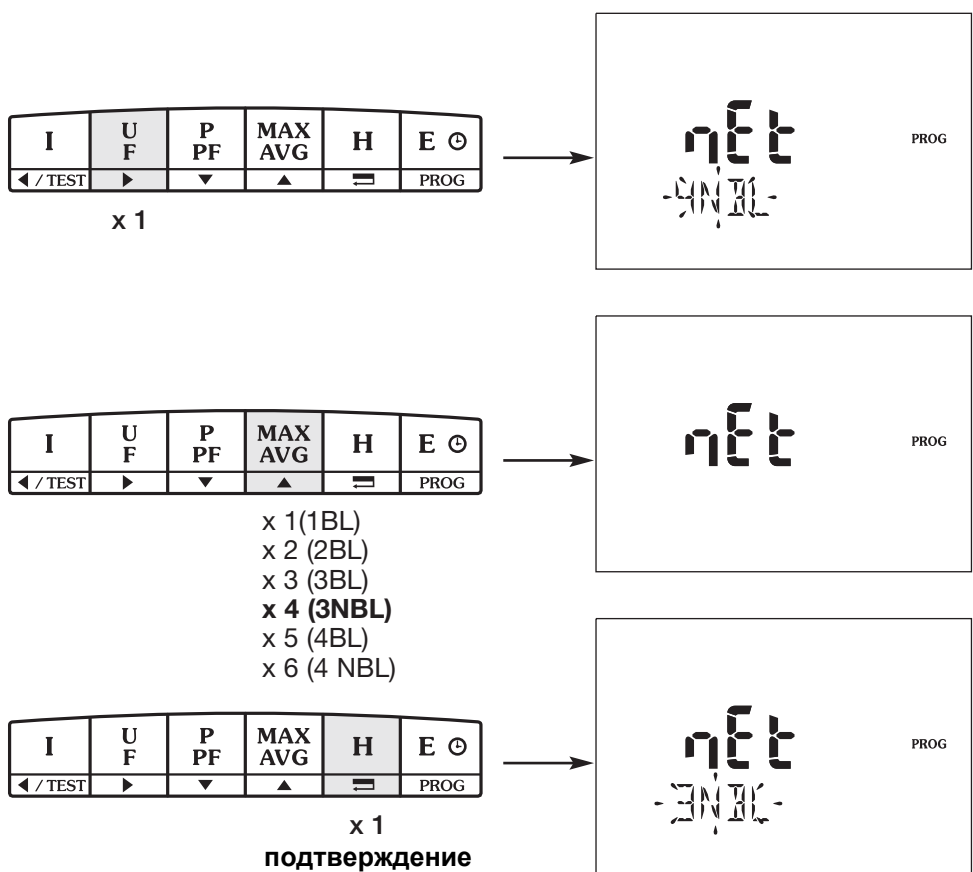 I U F P PF MAX AVG H E
/ TEST PROG
x 1
nEt PROG
4NBL
I U F P PF MAX AVG H E
/ TEST PROG
nEt PROG
x 1(1BL)
x 2 (2BL)
x 3 (3BL)
x 4 (3NBL)
x 5 (4BL)
x 6 (4 NBL)
I U F P PF MAX AVG H E
/ TEST PROG
x 1
подтверждение
nEt PROG
3NBL